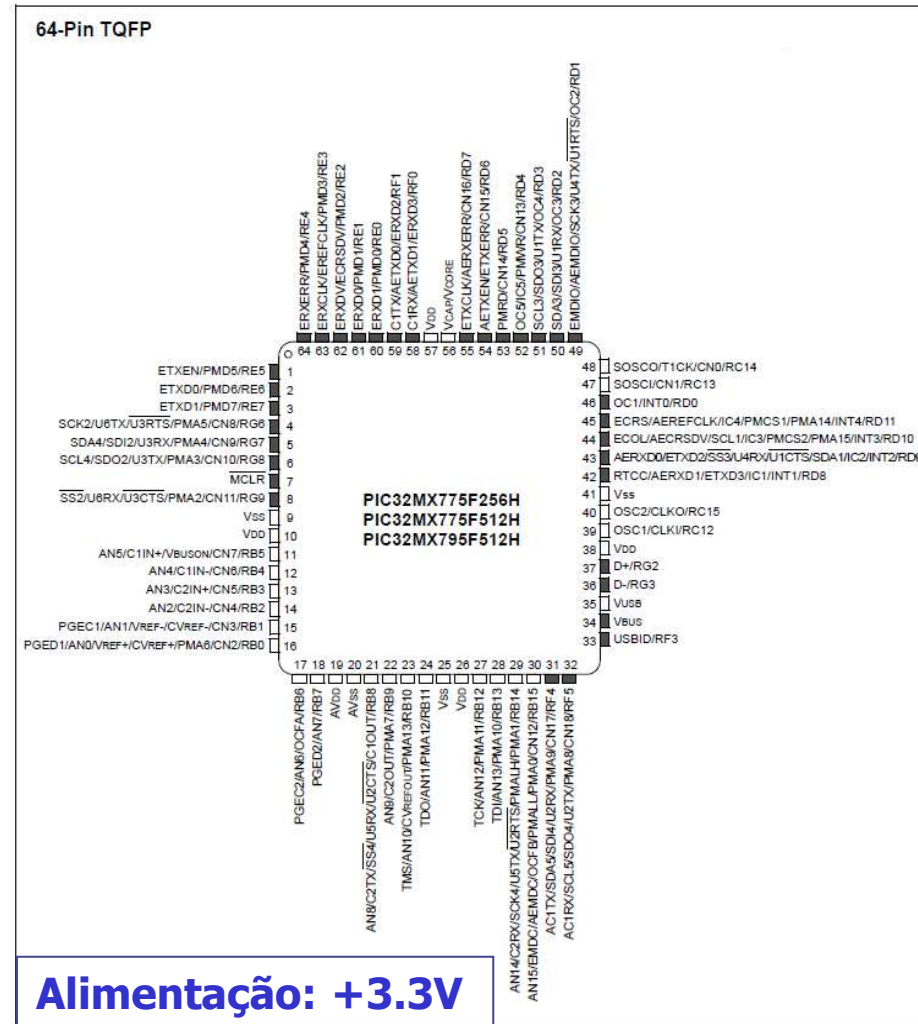 64-Pin TQFP
ERXERR/PMD4/RE4
ERXCLK/EREFCLK/PMD3/RE3
ERXDV/ECRSDV/PMD2/RE2
ERXD0/PMD1/RE1
ERXD1/PMD0/RE0
C1TX/AETXD0/ERXD2/RF1
C1RX/AETXD1/ERXD3/RF0
VDD
VCAP/VCORE
ETXCLK/AERXERR/CN16/RD7
AETXEN/ETXERR/CN15/RD6
PMRD/CN14/RD5
OC5/IC5/PMWR/CN13/RD4
SCL3/SDO3/U1TX/OC4/RD3
SDA3/SDI3/U1RX/OC3/RD2
EMDIO/AEMDIO/SCK3/U4TX/U1RTS/OC2/RD1
64 63 62 61 60 59 58 57 56 55 54 53 52 51 50 49
ETXEN/PMD5/RE5 1
ETXD0/PMD6/RE6 2
ETXD1/PMD7/RE7 3
SCK2/U6TX/U3RTS/PMA5/CN8/RG6 4
SDA4/SDI2/U3RX/PMA4/CN9/RG7 5
SCL4/SDO2/U3TX/PMA3/CN10/RG8 6
MCLR 7
SS2/U6RX/U3CTS/PMA2/CN11/RG9 8
VSS 9
VDD 10
AN5/C1IN+/VBUSON/CN7/RB5 11
AN4/C1IN-/CN6/RB4 12
AN3/C2IN+/CN5/RB3 13
AN2/C2IN-/CN4/RB2 14
PGEC1/AN1/VREF-/CVREF-/CN3/RB1 15
PGED1/AN0/VREF+/CVREF+/PMA6/CN2/RB0 16
PIC32MX775F256H
PIC32MX775F512H
PIC32MX795F512H
48 SOSCO/T1CK/CN0/RC14
47 SOSCI/CN1/RC13
46 OC1/INT0/RD0
45 ECRS/AEREFCLK/IC4/PMCS1/PMA14/INT4/RD11
44 ECOL/AECRSDV/SCL1/IC3/PMCS2/PMA15/INT3/RD10
43 AERXD0/ETXD2/SS3/U4RX/U1CTS/SDA1/IC2/INT2/RD9
42 RTCC/AERXD1/ETXD3/IC1/INT1/RD8
41 Vss
40 OSC2/CLKO/RC15
39 OSC1/CLKI/RC12
38 VDD
37 D+/RG2
36 D-/RG3
35 VUSB
34 VBUS
33 USBID/RF3
17 18 19 20 21 22 23 24 25 26 27 28 29 30 31 32
PGEC2/AN6/OCFA/RB6
PGED2/AN7/RB7
AVDD
AVSS
AN8/C2TX/SS4/U5RX/U2CTS/C1OUT/RB8
AN9/C2OUT/PMA7/RB9
TMS/AN10/CVREFOUT/PMA13/RB10
TDO/AN11/PMA12/RB11
VSS
VDD
TCK/AN12/PMA11/RB12
TDI/AN13/PMA10/RB13
AN14/C2RX/SCK4/U5TX/U2RTS/PMALH/PMA1/RB14
AN15/EMDC/AEMDC/OCFB/PMALL/PMA0/CN12/RB15
AC1TX/SDA5/SDI4/U2RX/PMA9/CN17/RF4
AC1RX/SCL5/SDO4/U2TX/PMA8/CN18/RF5
Alimentação: +3.3V